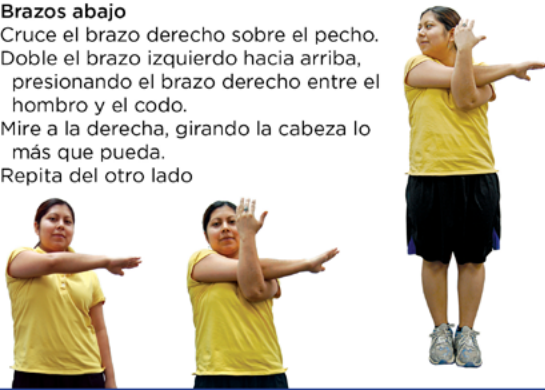 Brazos abajo
Cruce el brazo derecho sobre el pecho.
Doble el brazo izquierdo hacia arriba,
presionando el brazo derecho entre el
hombro y el codo.
Mire a la derecha, girando la cabeza lo
más que pueda.
Repita del otro lado